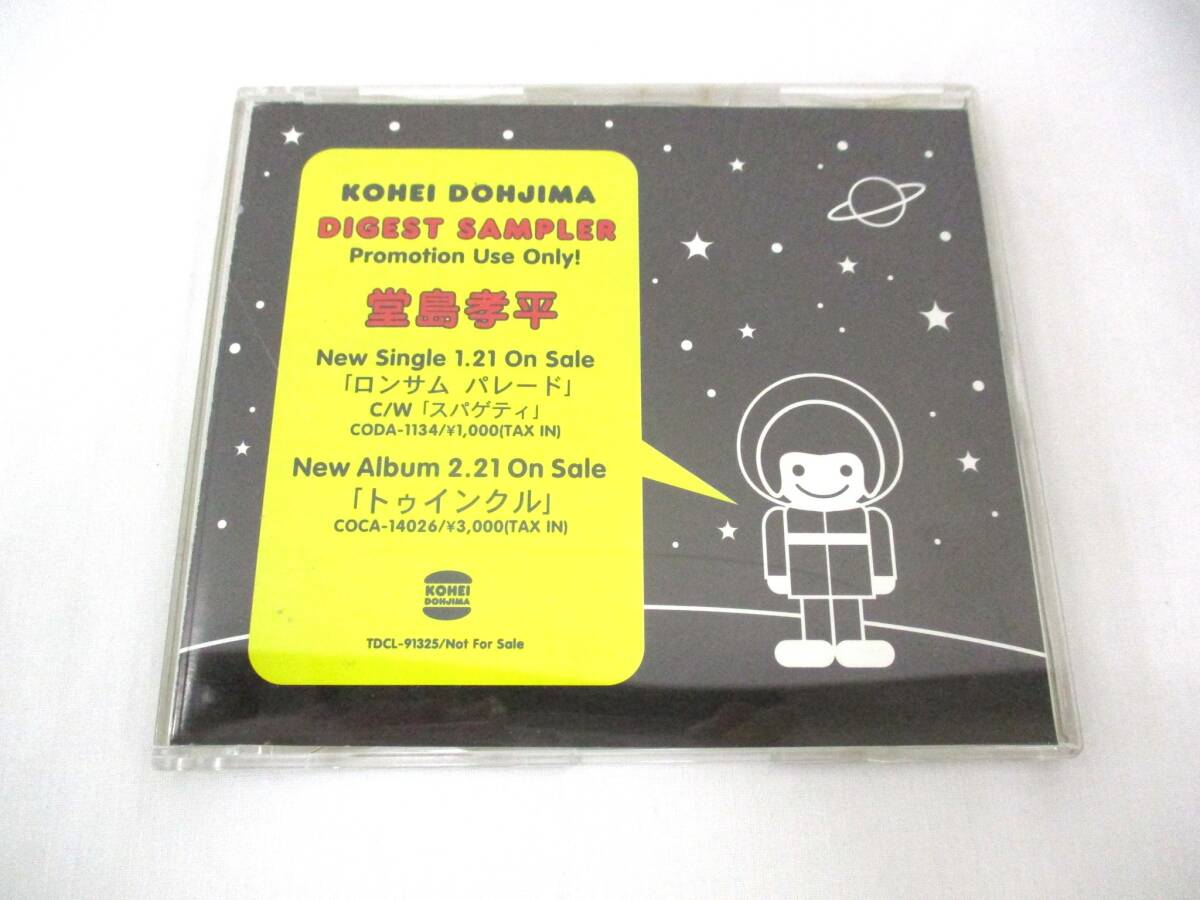 KOHEI DOHJIMA
DIGEST SAMPLER
Promotion Use Only!
堂島孝平
New Single 1.21 On Sale
「ロンサム パレード」
C/W「スパゲティ」
CODA-1134/¥1,000(TAX IN)
New Album 2.21 On Sale
「トゥインクル」
COCA-14026/¥3,000(TAX IN)
KOHEI
DOHJIMA
TDCL-91325/Not For Sale